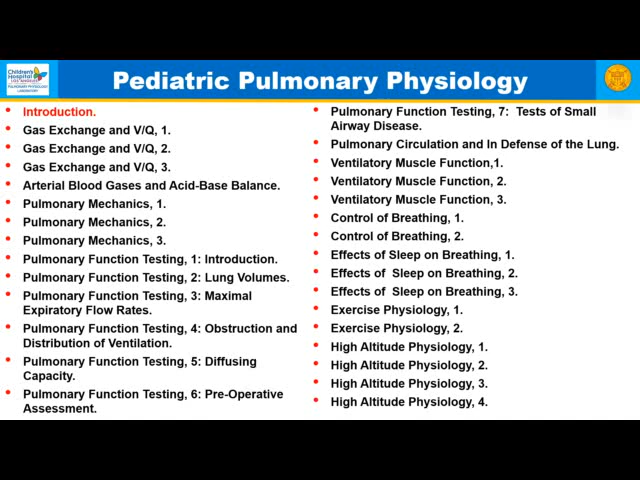 Children's
Hospital
LOS ANGELES
PULMONARY PHYSIOLOGY
LABORATORY
Pediatric Pulmonary Physiology
• Introduction.
• Gas Exchange and V/Q, 1.
• Gas Exchange and V/Q, 2.
• Gas Exchange and V/Q, 3.
• Arterial Blood Gases and Acid-Base Balance.
• Pulmonary Mechanics, 1.
• Pulmonary Mechanics, 2.
• Pulmonary Mechanics, 3.
• Pulmonary Function Testing, 1: Introduction.
• Pulmonary Function Testing, 2: Lung Volumes.
• Pulmonary Function Testing, 3: Maximal
Expiratory Flow Rates.
• Pulmonary Function Testing, 4: Obstruction and
Distribution of Ventilation.
• Pulmonary Function Testing, 5: Diffusing
Capacity.
• Pulmonary Function Testing, 6: Pre-Operative
Assessment.
• Pulmonary Function Testing, 7:  Tests of Small
Airway Disease.
• Pulmonary Circulation and In Defense of the Lung.
• Ventilatory Muscle Function,1.
• Ventilatory Muscle Function, 2.
• Ventilatory Muscle Function, 3.
• Control of Breathing, 1.
• Control of Breathing, 2.
• Effects of Sleep on Breathing, 1.
• Effects of  Sleep on Breathing, 2.
• Effects of  Sleep on Breathing, 3.
• Exercise Physiology, 1.
• Exercise Physiology, 2.
• High Altitude Physiology, 1.
• High Altitude Physiology, 2.
• High Altitude Physiology, 3.
• High Altitude Physiology, 4.